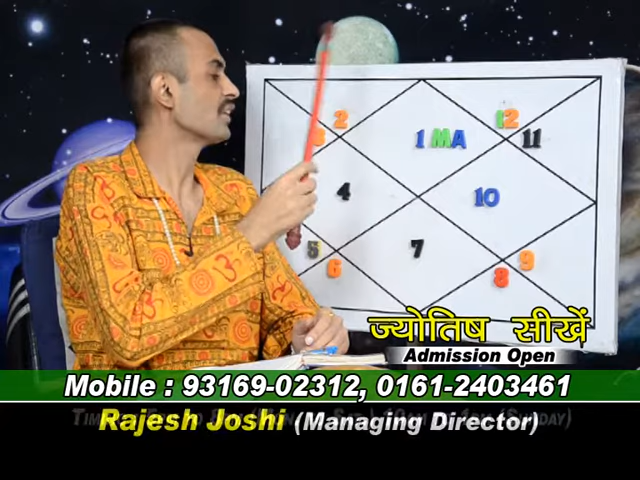 2
12
3
1 MA
11
4
10
5
7
6
9
8
ज्योतिष सीखें
Admission Open
Mobile : 93169-02312, 0161-2403461
Rajesh Joshi (Managing Director)